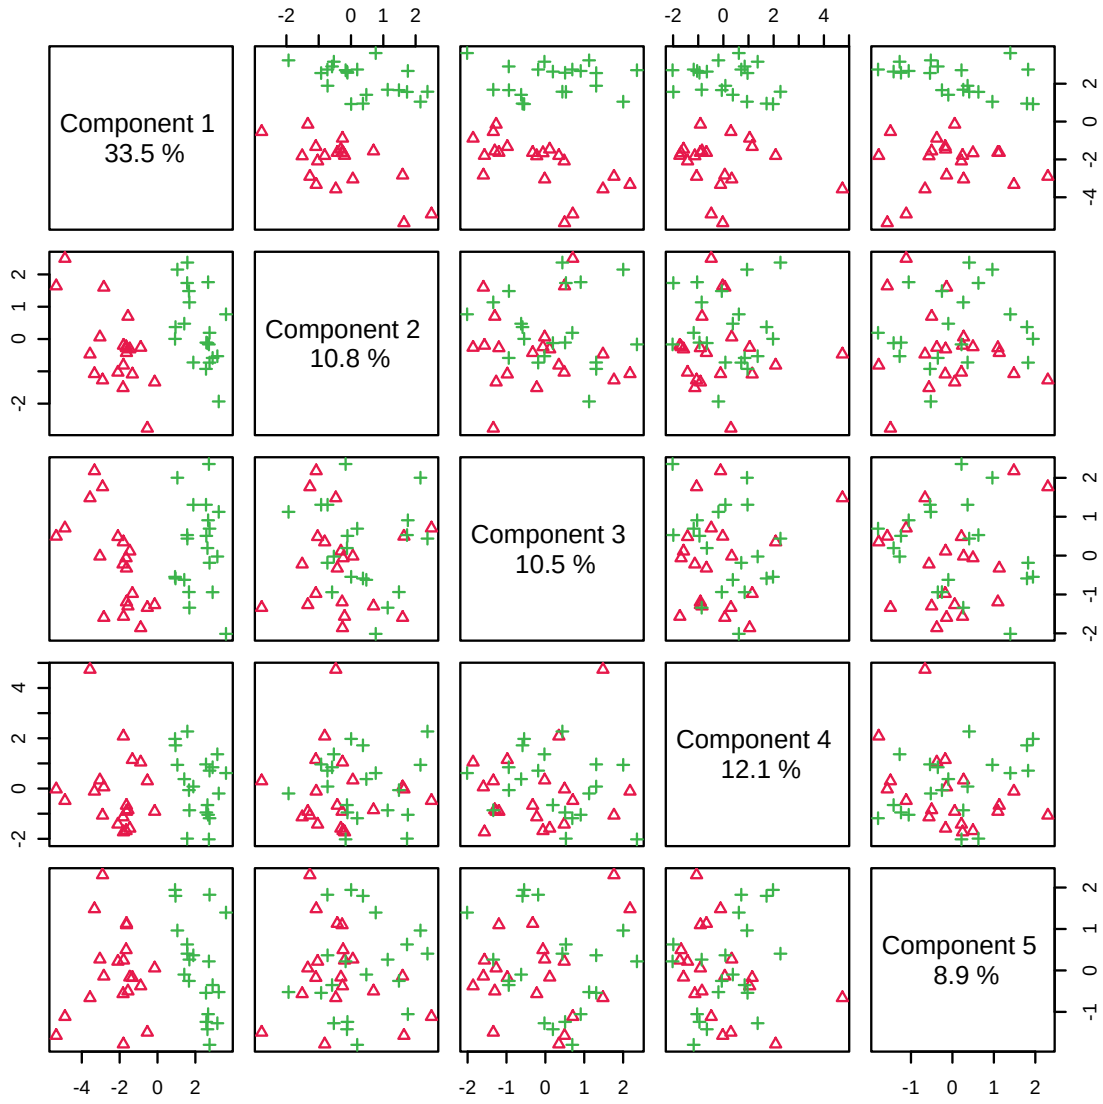 -2 0 2
-2 0 2 4
Component 1
33.5 %
-4 -2 0 2
-2 0 1 2
Component 2
10.8 %
Component 3
10.5 %
-2 -1 0 1 2
-2 0 2 4
Component 4
12.1 %
Component 5
8.9 %
-1 0 1 2
-4 -2 0 2
-2 -1 0 1 2
-1 0 1 2